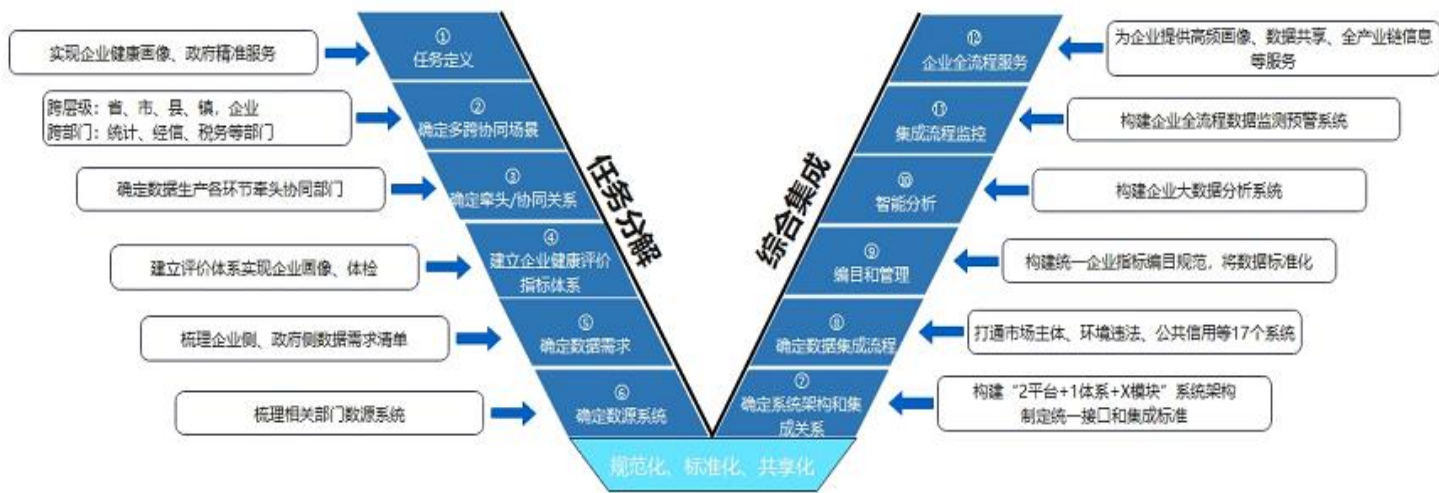 实现企业健康画像、政府精准服务
①
任务定义
跨层级：省、市、县、镇，企业
跨部门：统计、经信、税务等部门
②
确定多跨协同场景
确定数据生产各环节牵头协同部门
③
确定牵头/协同关系
建立评价体系实现企业画像、体检
④
建立企业健康评价
指标体系
梳理企业侧、政府侧数据需求清单
⑤
确定数据需求
梳理相关部门数源系统
⑥
确定数源系统
任务分解
综合集成
⑫
企业全流程服务
为企业提供高频画像、数据共享、全产业链信息
等服务
⑪
集成流程监控
构建企业全流程数据监测预警系统
⑩
智能分析
构建企业大数据分析系统
⑨
编目和管理
构建统一企业指标编目规范，将数据标准化
⑧
确定数据集成流程
打通市场主体、环境违法、公共信用等17个系统
⑦
确定系统架构和集
成关系
构建“2平台+1体系+X模块”系统架构
制定统一接口和集成标准
规范化、标准化、共享化